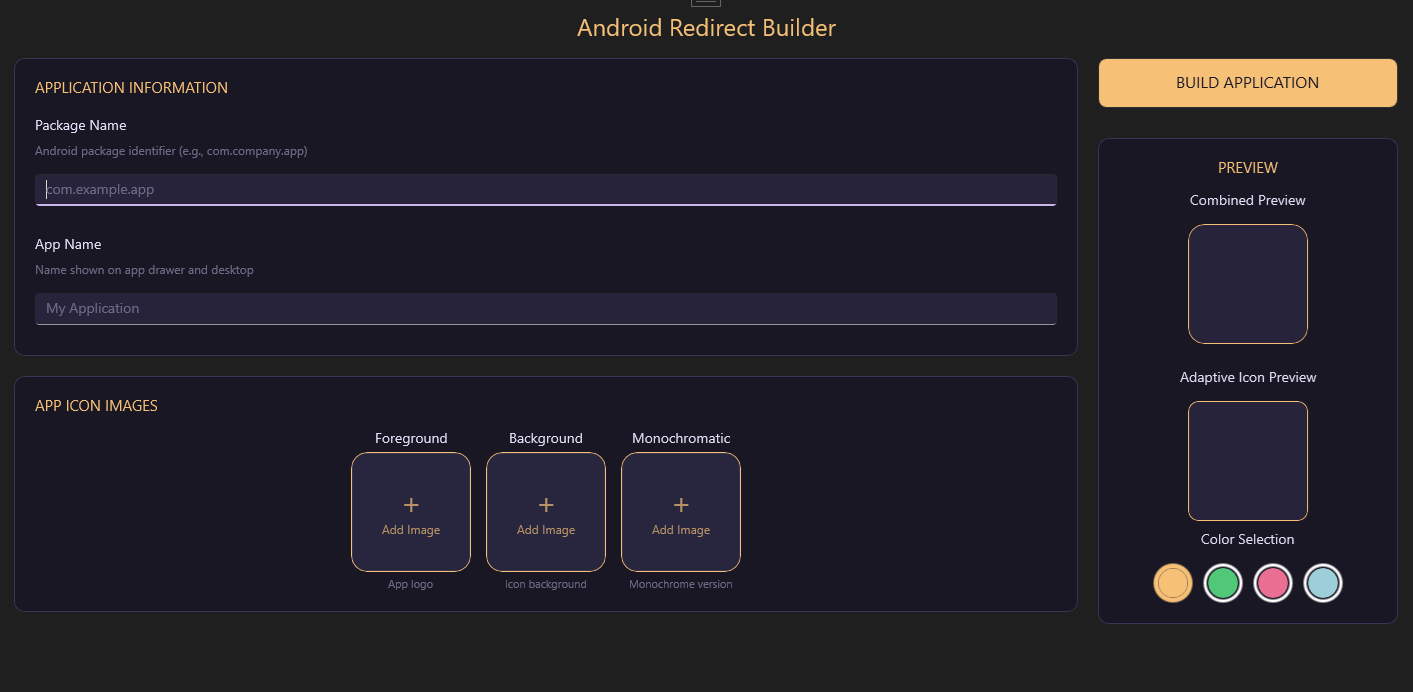 Android Redirect Builder
APPLICATION INFORMATION
Package Name
Android package identifier (e.g., com.company.app)
com.example.app
App Name
Name shown on app drawer and desktop
My Application
APP ICON IMAGES
Foreground
Background
Monochromatic
+
Add Image
+
Add Image
+
Add Image
App logo
Icon background
Monochrome version
BUILD APPLICATION
PREVIEW
Combined Preview
Adaptive Icon Preview
Color Selection